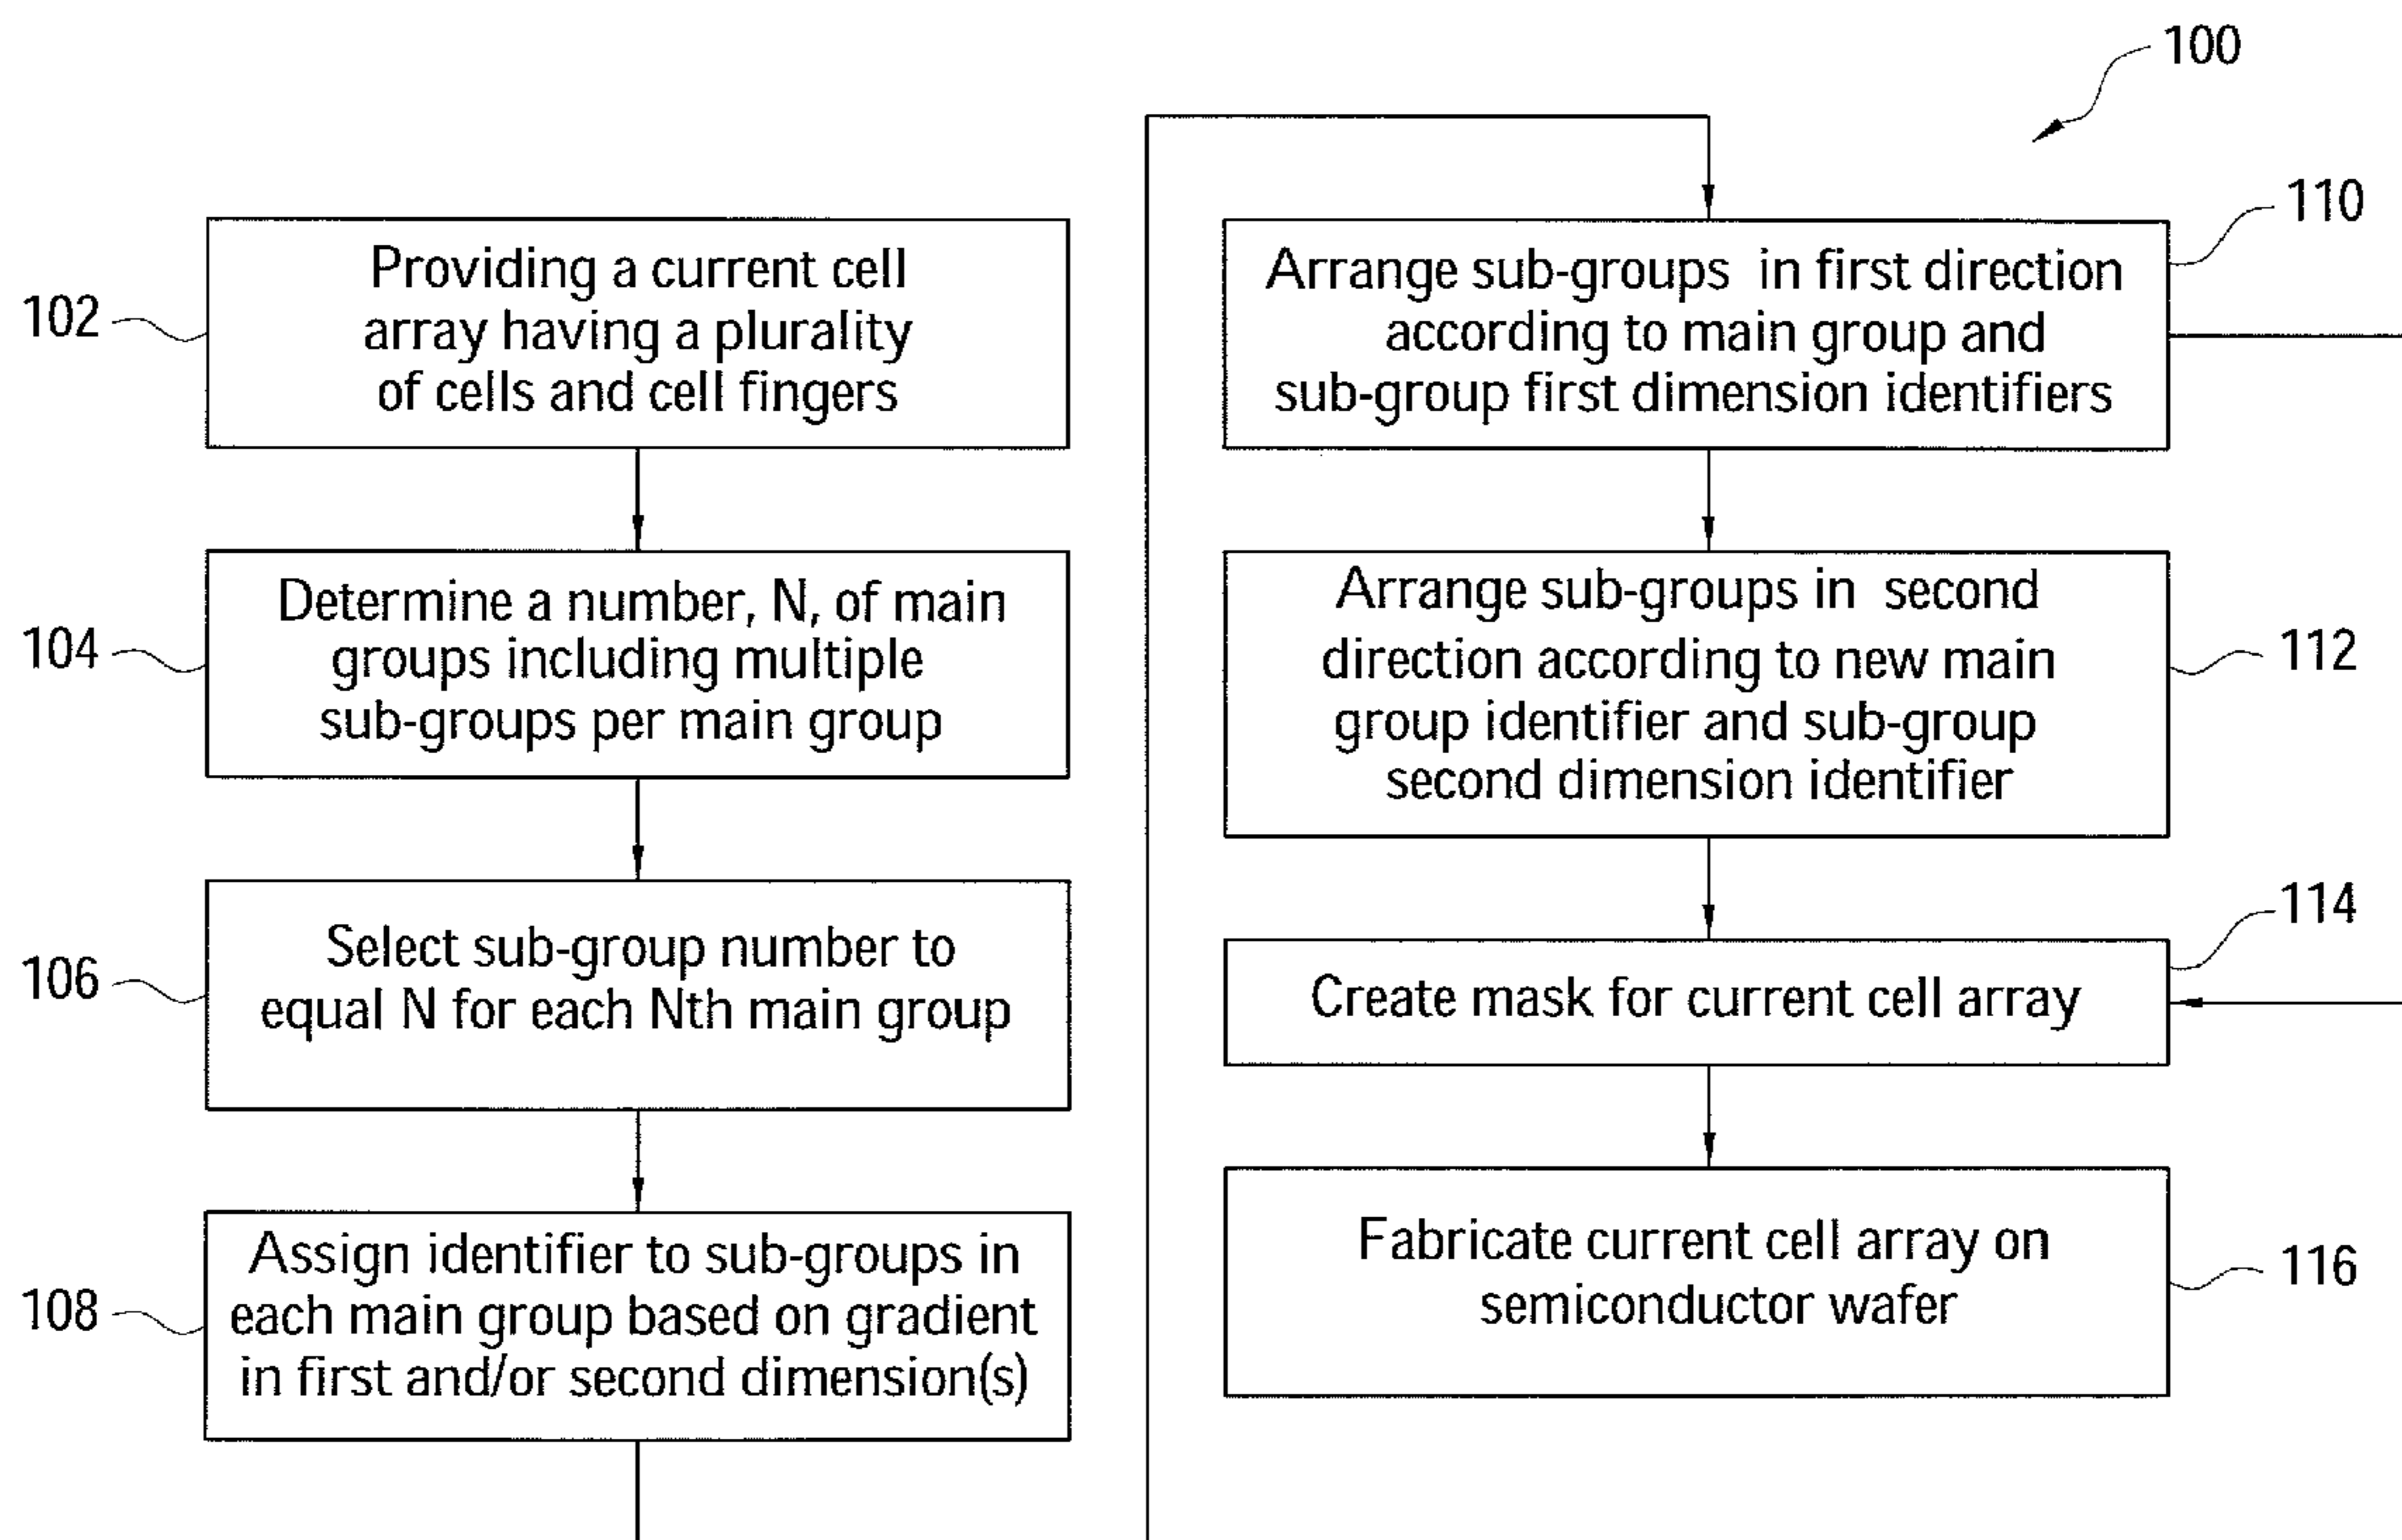 100
102
Providing a current cell
array having a plurality
of cells and cell fingers
104
Determine a number, N, of main
groups including multiple
sub-groups per main group
106
Select sub-group number to
equal N for each Nth main group
108
Assign identifier to sub-groups in
each main group based on gradient
in first and/or second dimension(s)
110
Arrange sub-groups in first direction
according to main group and
sub-group first dimension identifiers
112
Arrange sub-groups in second
direction according to new main
group identifier and sub-group
second dimension identifier
114
Create mask for current cell array
116
Fabricate current cell array on
semiconductor wafer